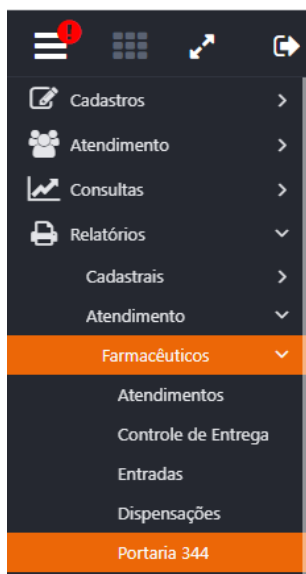 !
Cadastros
Atendimento
Consultas
Relatórios
Cadastrais
Atendimento
Farmacêuticos
Atendimentos
Controle de Entrega
Entradas
Dispensações
Portaria 344